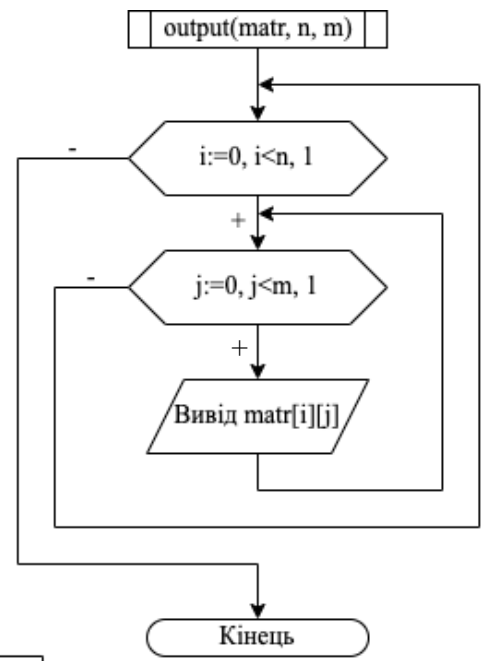 output(matr, n, m)
-
i:=0, i<n, 1
+
-
j:=0, j<m, 1
+
Вивід matr[i][j]
Кінець